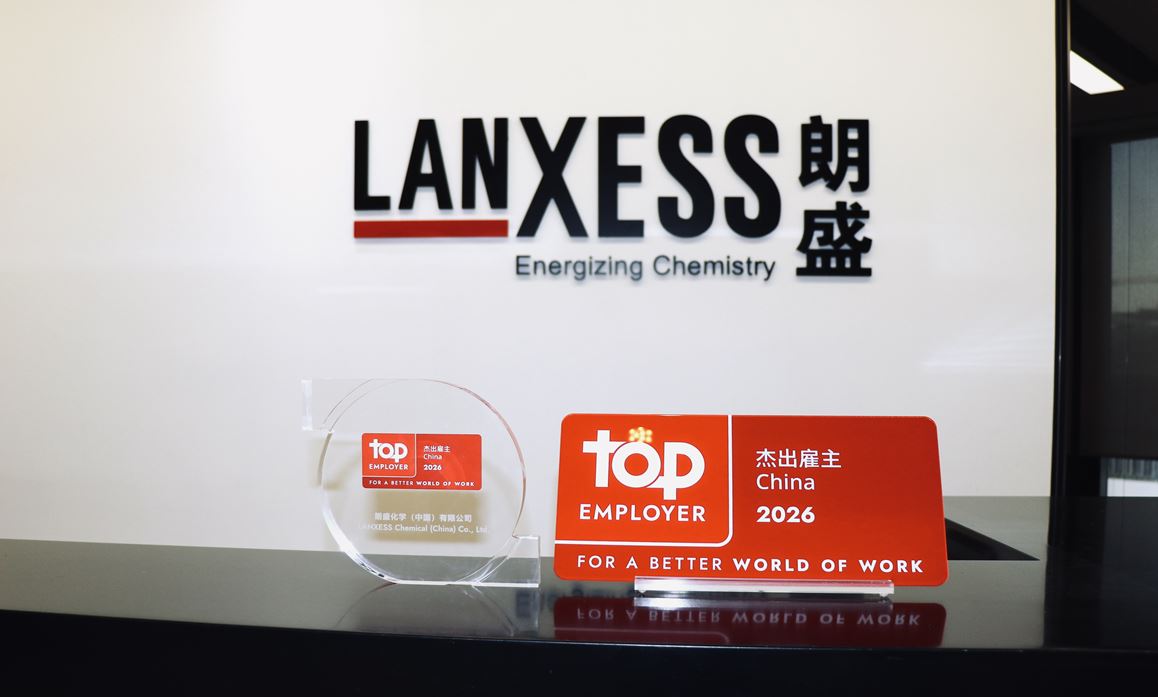 LANXESS
朗盛
Energizing Chemistry
top
EMPLOYER
杰出雇主
China
2026
FOR A BETTER WORLD OF WORK
朗盛化学（中国）有限公司
LANXESS Chemical (China) Co., Ltd
top
EMPLOYER
杰出雇主
China
2026
FOR A BETTER WORLD OF WORK